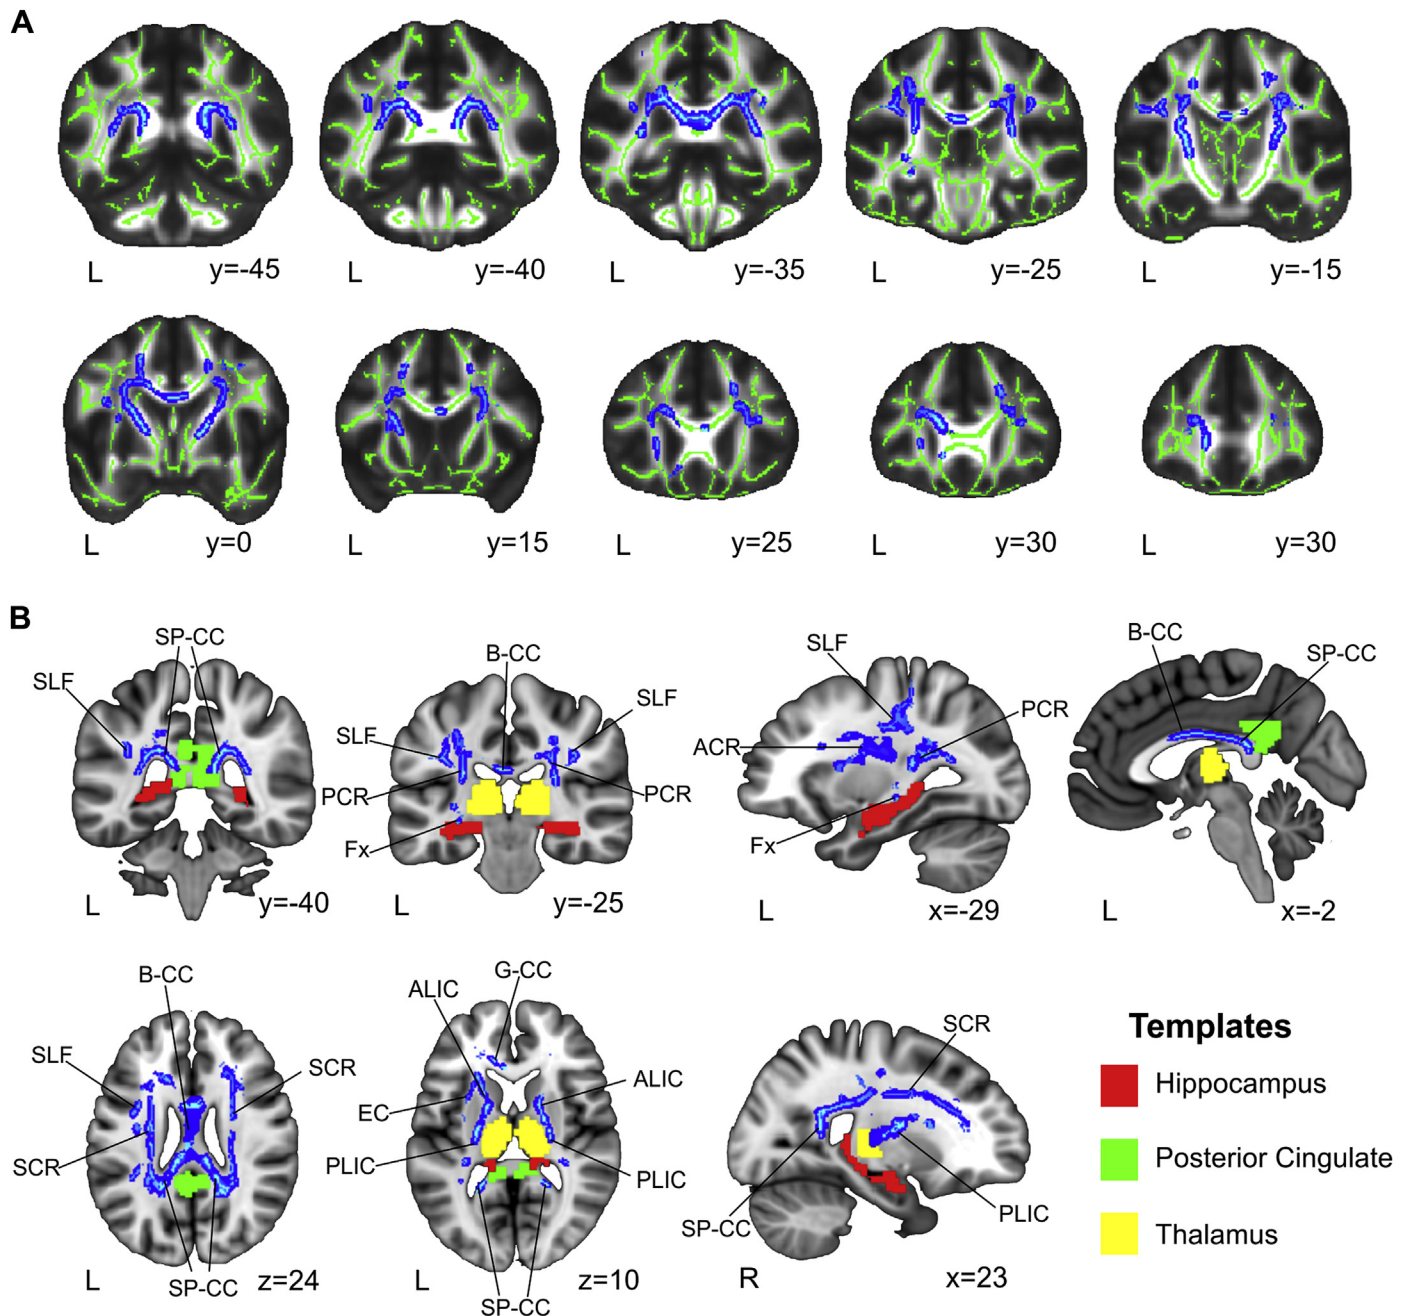 A
L y=-45 L y=-40 L y=-35 L y=-25 L y=-15
L y=0 L y=15 L y=25 L y=30 L y=30
B
SP-CC
SLF
L y=-40
B-CC
SLF
SLF
PCR
PCR
Fx
L y=-25
SLF
PCR
ACR
Fx
L x=-29
B-CC
SP-CC
L x=-2
B-CC
SLF
SCR
SCR
SP-CC
L z=24
G-CC
ALIC
ALIC
EC
PLIC
PLIC
SP-CC
L z=10
SCR
SP-CC
PLIC
R x=23
Templates
Hippocampus
Posterior Cingulate
Thalamus